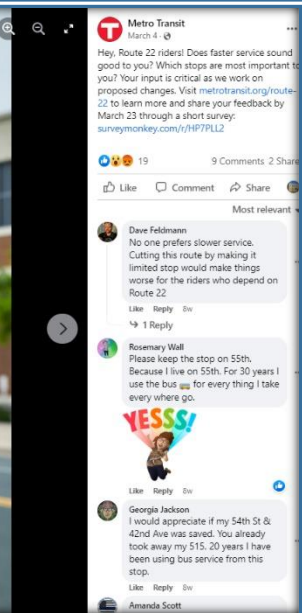 Metro Transit
March 4 ·
...
Hey, Route 22 riders! Does faster service sound
good to you? Which stops are most important to
you? Your input is critical as we work on
proposed changes. Visit metrotransit.org/route-
22 to learn more and share your feedback by
March 23 through a short survey:
surveymonkey.com/r/HP7PLL2
19
9 Comments 2 Share
Like Comment Share
Most relevant
Dave Feldmann
No one prefers slower service.
Cutting this route by making it
limited stop would make things
worse for the riders who depend on
Route 22
Like Reply 8w
1 Reply
Rosemary Wall
Please keep the stop on 55th.
Because I live on 55th. For 30 years I
use the bus 🚌 for every thing I take
every where go.
YESSS!
Like Reply 8w
Georgia Jackson
I would appreciate if my 54th St &
42nd Ave was saved. You already
took away my 515. 20 years I have
been using bus service from this
stop.
Like Reply 8w
Amanda Scott